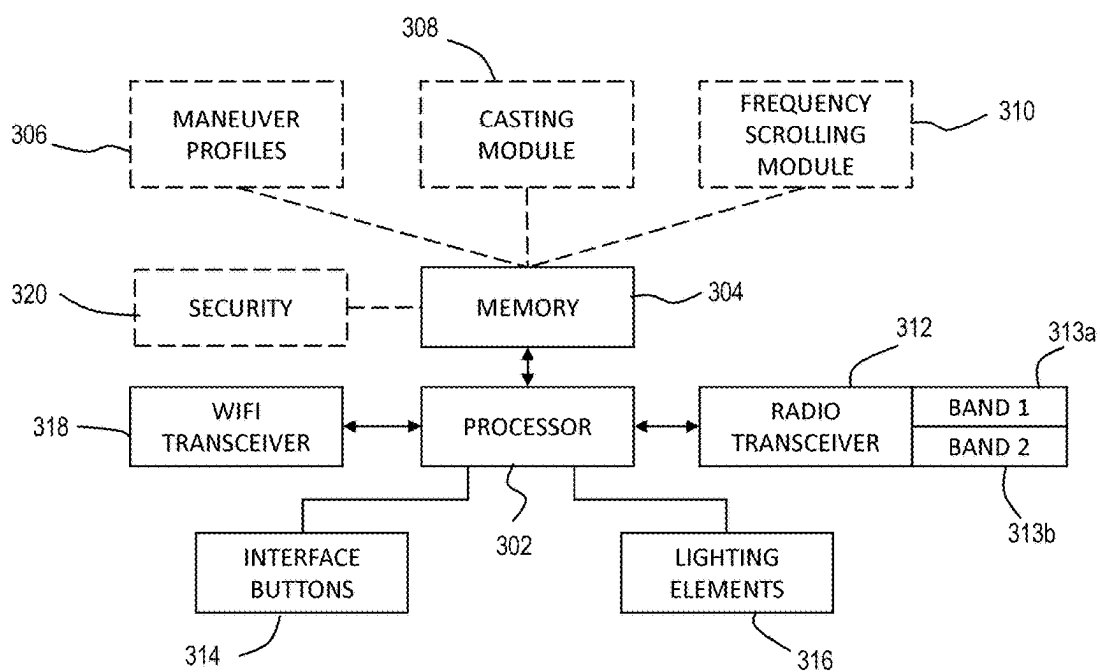 308
MANEUVER
PROFILES
CASTING
MODULE
FREQUENCY
SCROLLING
MODULE
306
310
320
SECURITY
MEMORY
304
312
313a
318
WIFI
TRANSCEIVER
PROCESSOR
RADIO
TRANSCEIVER
BAND 1
BAND 2
302
313b
INTERFACE
BUTTONS
LIGHTING
ELEMENTS
314
316